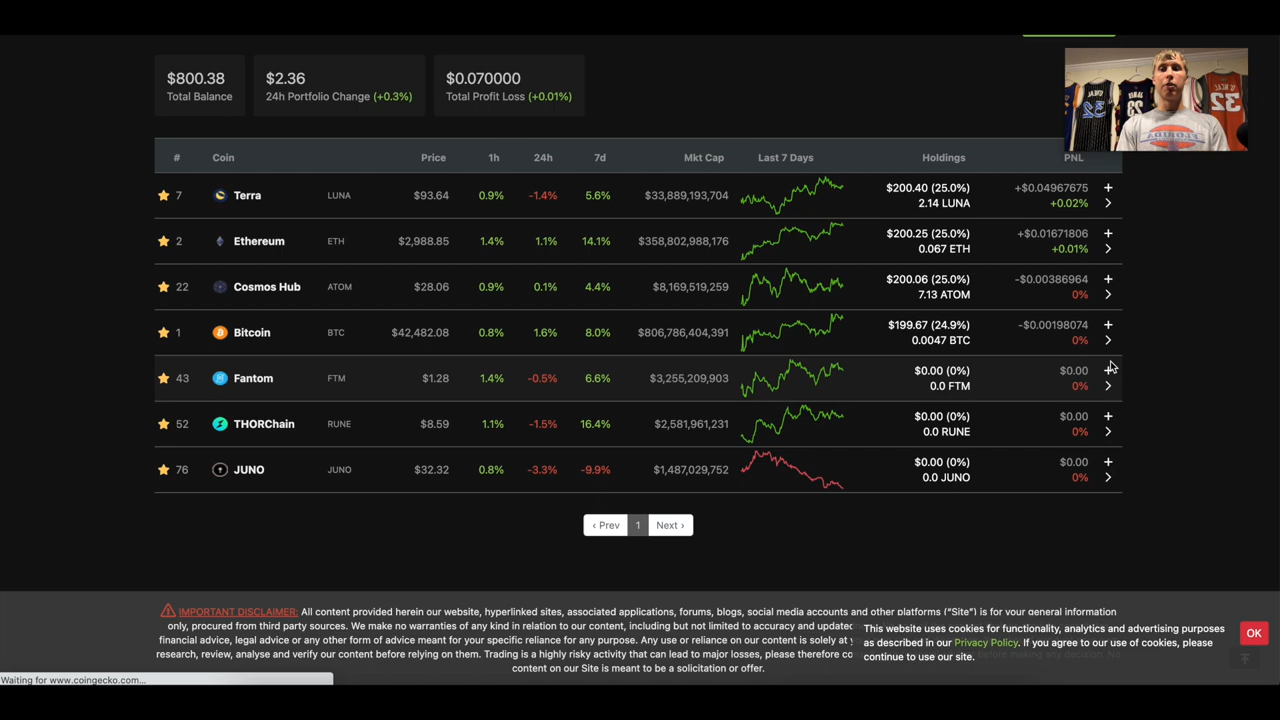 $800.38
Total Balance
$2.36
24h Portfolio Change (+0.3%)
$0.070000
Total Profit Loss (+0.01%)
# Coin Price 1h 24h 7d Mkt Cap Last 7 Days Holdings PNL
7 Terra LUNA $93.64 0.9% -1.4% 5.6% $33,889,193,704 $200.40 (25.0%) +$0.04967675 +
2.14 LUNA +0.02%
2 Ethereum ETH $2,988.85 1.4% 1.1% 14.1% $358,802,988,176 $200.25 (25.0%) +$0.01671806 +
0.067 ETH +0.01%
22 Cosmos Hub ATOM $28.06 0.9% 0.1% 4.4% $8,169,519,259 $200.06 (25.0%) -$0.00386964 +
7.13 ATOM 0%
1 Bitcoin BTC $42,482.08 0.8% 1.6% 8.0% $806,786,404,391 $199.67 (24.9%) -$0.00198074 +
0.0047 BTC 0%
43 Fantom FTM $1.28 1.4% -0.5% 6.6% $3,255,209,903 $0.00 (0%) $0.00 +
0.0 FTM 0%
52 THORChain RUNE $8.59 1.1% -1.5% 16.4% $2,581,961,231 $0.00 (0%) $0.00 +
0.0 RUNE 0%
76 JUNO JUNO $32.32 0.8% -3.3% -9.9% $1,487,029,752 $0.00 (0%) $0.00 +
0.0 JUNO 0%
‹ Prev 1 Next ›
IMPORTANT DISCLAIMER: All content provided herein our website, hyperlinked sites, associated applications, forums, blogs, social media accounts and other platforms ("Site") is for your general information
only, procured from third party sources. We make no warranties of any kind in relation to our content, including but not limited to accuracy and
financial advice, legal advice or any other form of advice meant for your specific reliance for any purpose. Any use or reliance on our content is solely at
research, review, analyse and verify our content before relying on them. Trading is a highly risky activity that can lead to major losses, please therefore
content on our Site is meant to be a solicitation or offer.
This website uses cookies for functionality, analytics and advertising purposes
as described in our Privacy Policy. If you agree to our use of cookies, please
continue to use our site.
OK
Waiting for www.coingecko.com...
FLORIDA
32
23
32